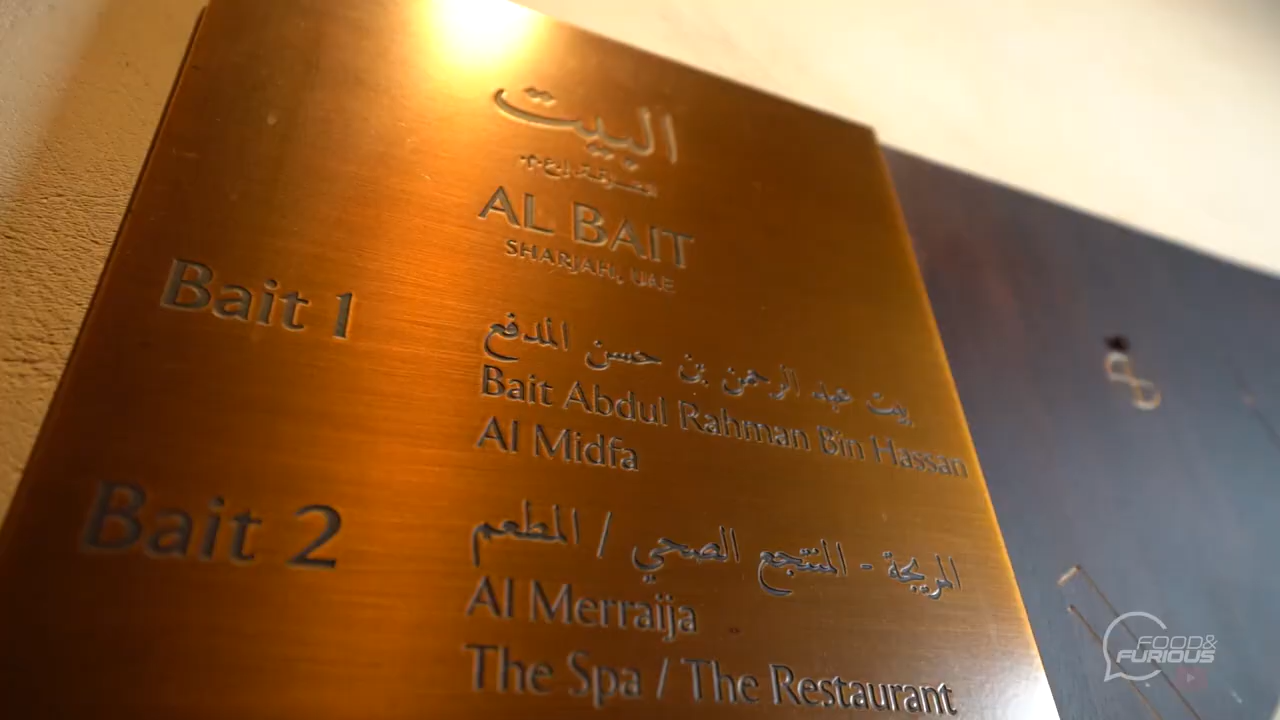 البيت
الشارقة، إ.ع.م.
AL BAIT
SHARJAH, UAE
Bait 1
بيت عبد الرحمن بن حسن المدفع
Bait Abdul Rahman Bin Hassan
Al Midfa
Bait 2
المريجة - المنتجع الصحي / المطعم
Al Merraija
The Spa / The Restaurant
FOOD&
FURIOUS